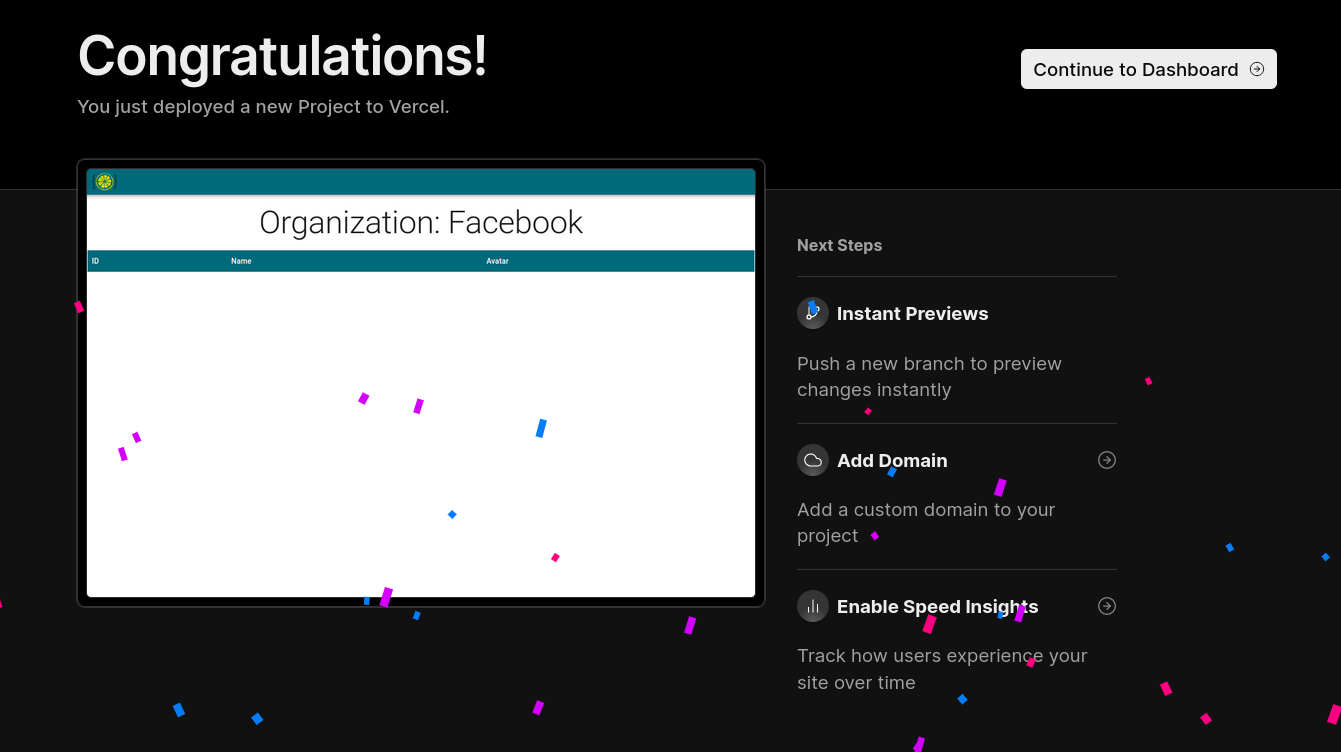 Congratulations!
You just deployed a new Project to Vercel.
Continue to Dashboard
Organization: Facebook
ID Name Avatar
Next Steps
Instant Previews
Push a new branch to preview
changes instantly
Add Domain
Add a custom domain to your
project
Enable Speed Insights
Track how users experience your
site over time